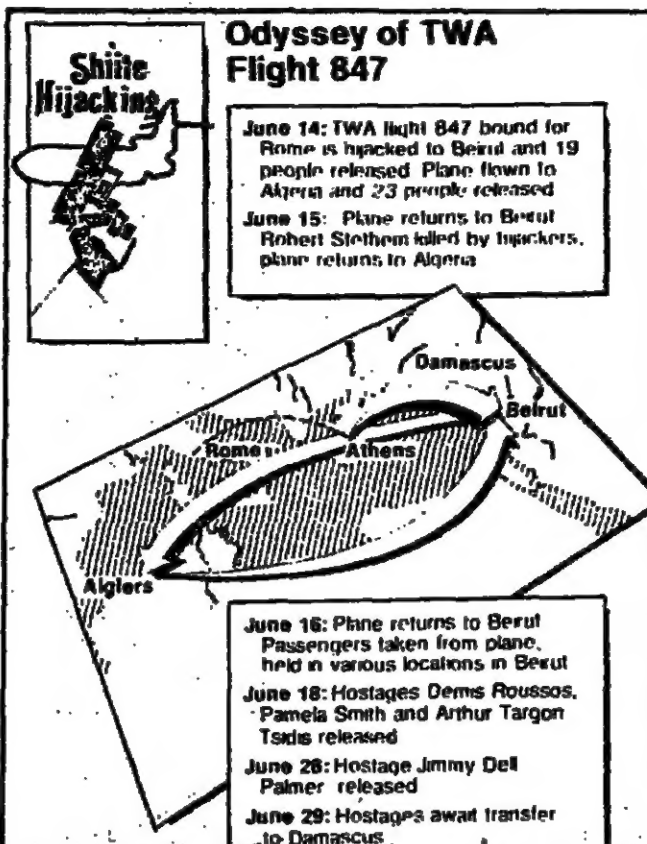 Shiite
Hijacking
Odyssey of TWA
Flight 847
June 14: TWA flight 847 bound for
Rome is hijacked to Beirut and 19
people released. Plane flown to
Algeria and 23 people released
June 15: Plane returns to Beirut
Robert Stethem killed by hijackers,
plane returns to Algeria
Damascus
Beirut
Rome
Athens
Algiers
June 16: Plane returns to Beirut
Passengers taken from plane,
held in various locations in Beirut
June 18: Hostages Demis Roussos,
Pamela Smith and Arthur Targon
Tsidis released
June 26: Hostage Jimmy Dell
Palmer released
June 29: Hostages await transfer
to Damascus